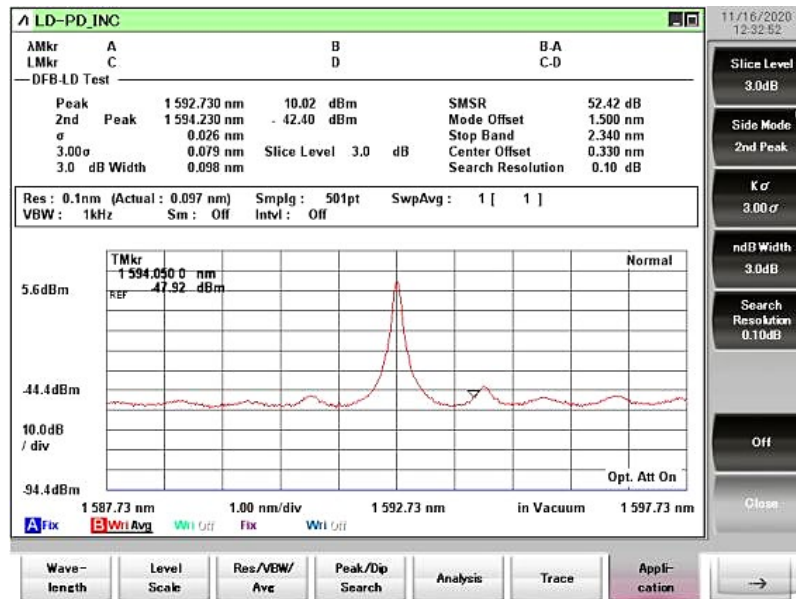 LD-PD_INC
11/16/2020
12:32:52
λMkr A B B-A
LMkr C D C-D
DFB-LD Test
Peak 1 592.730 nm 10.02 dBm SMSR 52.42 dB
2nd Peak 1 594.230 nm - 42.40 dBm Mode Offset 1.500 nm
σ 0.026 nm Stop Band 2.340 nm
3.00σ 0.079 nm Slice Level 3.0 dB Center Offset 0.330 nm
3.0 dB Width 0.098 nm Search Resolution 0.10 dB
Res : 0.1nm (Actual : 0.097 nm) Smplg : 501pt SwpAvg : 1 [ 1 ]
VBW : 1kHz Sm : Off Intvl : Off
TMkr Normal
1 594.050 0 nm
REF -47.92 dBm
5.6dBm
-44.4dBm
10.0dB
/ div
Opt. Att On
-94.4dBm
1 587.73 nm 1.00 nm/div 1 592.73 nm in Vacuum 1 597.73 nm
A Fix B Wri Avg Wri Off Fix Wri Off
Slice Level
3.0dB
Side Mode
2nd Peak
K σ
3.00 σ
ndB Width
3.0dB
Search
Resolution
0.10dB
Off
Close
Wave-
length
Level
Scale
Res/VBW/
Avg
Peak/Dip
Search
Analysis
Trace
Appli-
cation
→